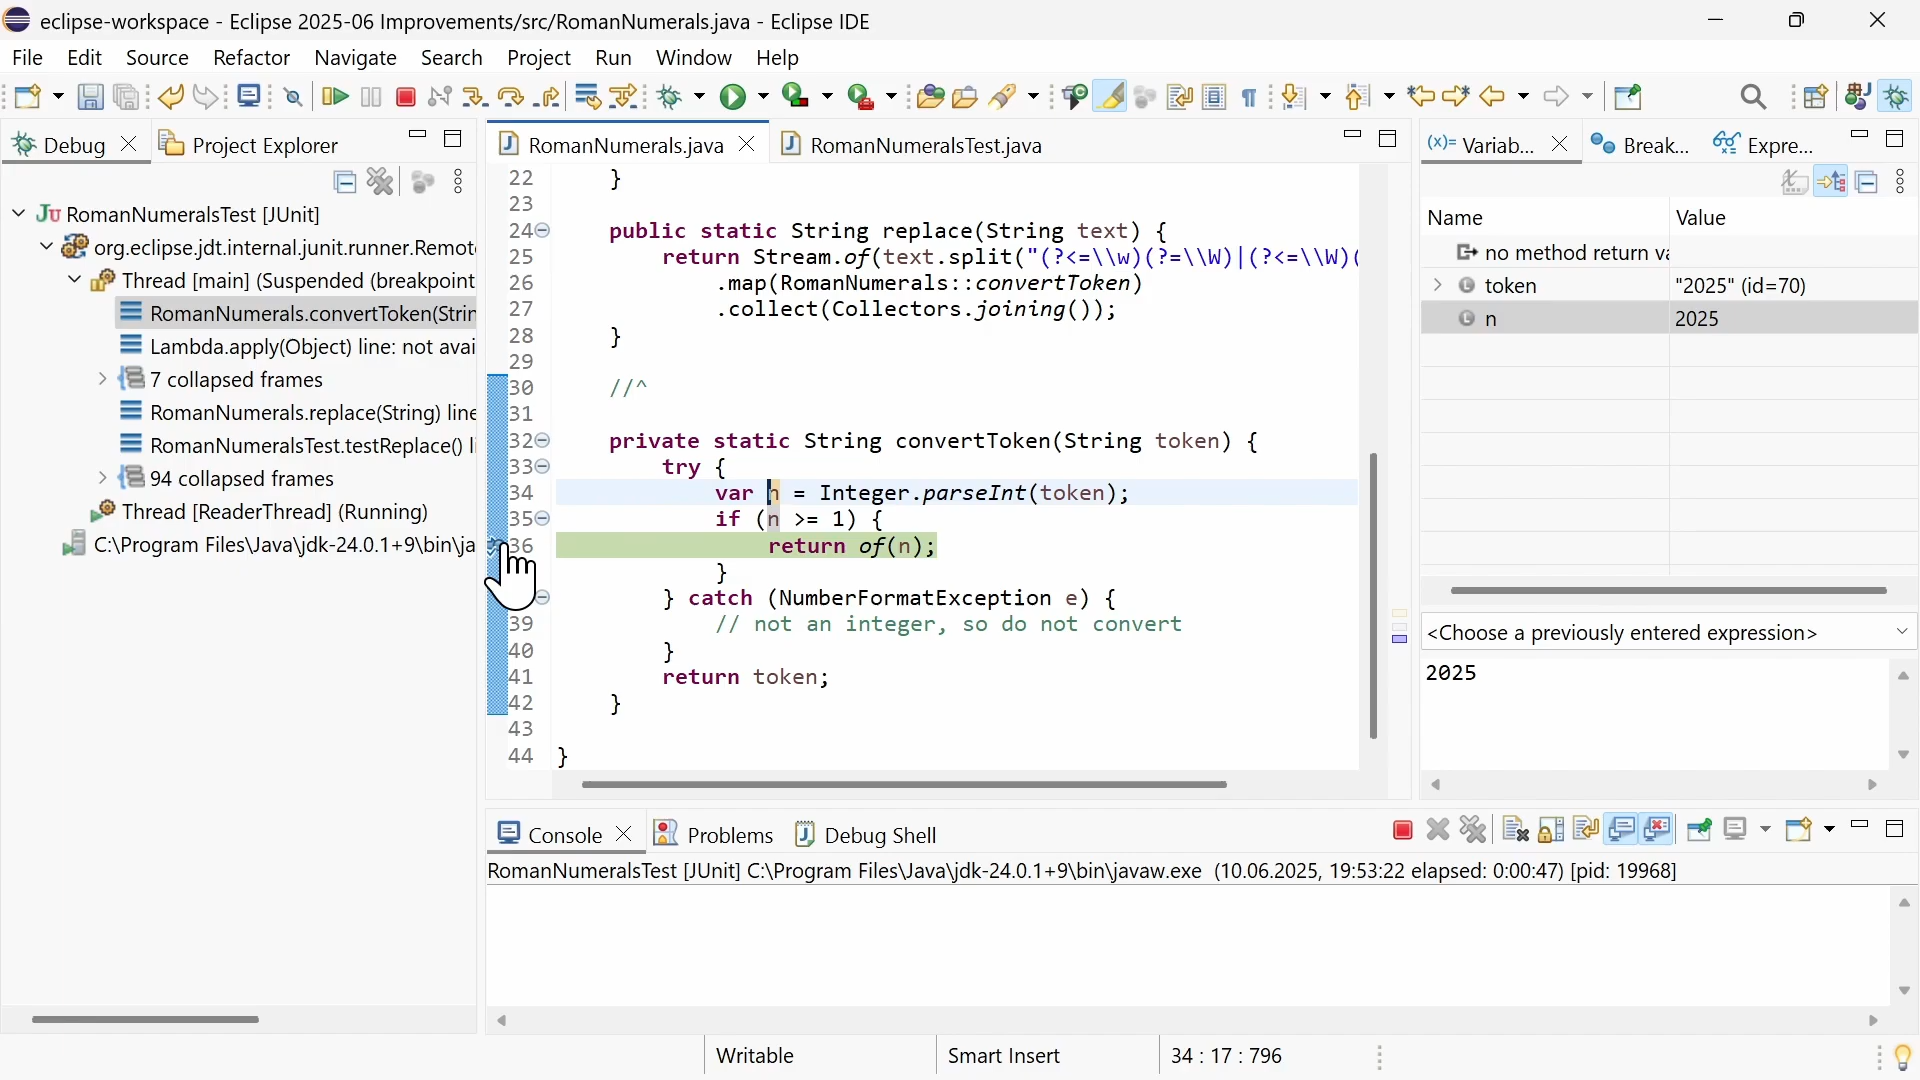 eclipse-workspace - Eclipse 2025-06 Improvements/src/RomanNumerals.java - Eclipse IDE
File Edit Source Refactor Navigate Search Project Run Window Help
Debug Project Explorer
RomanNumeralsTest [JUnit]
org.eclipse.jdt.internal.junit.runner.Remot
Thread [main] (Suspended (breakpoint
RomanNumerals.convertToken(Strin
Lambda.apply(Object) line: not avai
7 collapsed frames
RomanNumerals.replace(String) line
RomanNumeralsTest.testReplace() li
94 collapsed frames
Thread [ReaderThread] (Running)
C:\Program Files\Java\jdk-24.0.1+9\bin\ja
RomanNumerals.java RomanNumeralsTest.java
22 }
23
24 public static String replace(String text) {
25 return Stream.of(text.split("(?<=\\w)(?=\\W)|(?<=\\W)(
26 .map(RomanNumerals::convertToken)
27 .collect(Collectors.joining());
28 }
29
30 //^
31
32 private static String convertToken(String token) {
33 try {
34 var n = Integer.parseInt(token);
35 if (n >= 1) {
36 return of(n);
}
} catch (NumberFormatException e) {
39 // not an integer, so do not convert
40 }
41 return token;
42 }
43
44 }
(x)= Variab... Break... Expre...
Name Value
no method return va
token "2025" (id=70)
n 2025
<Choose a previously entered expression>
2025
Console Problems Debug Shell
RomanNumeralsTest [JUnit] C:\Program Files\Java\jdk-24.0.1+9\bin\javaw.exe (10.06.2025, 19:53:22 elapsed: 0:00:47) [pid: 19968]
Writable Smart Insert 34 : 17 : 796